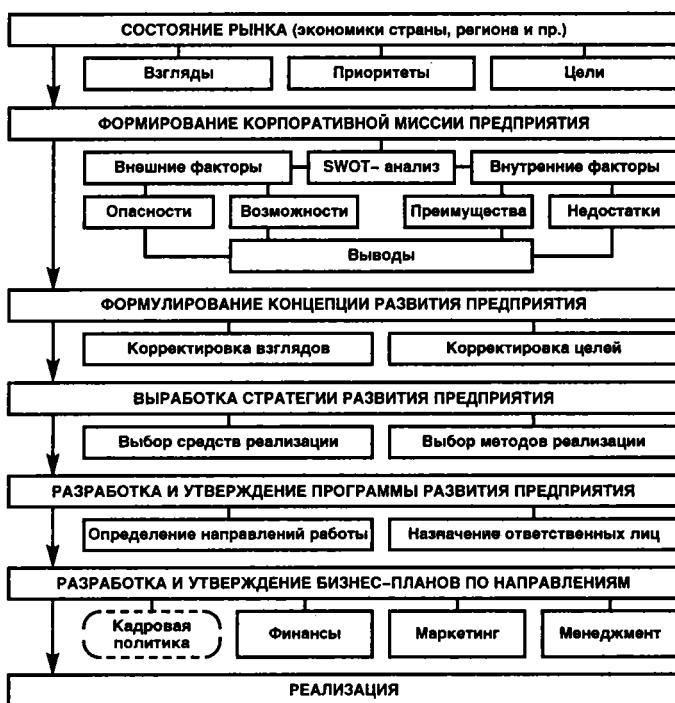 СОСТОЯНИЕ РЫНКА (экономики страны, региона и пр.)
Взгляды
Приоритеты
Цели
ФОРМИРОВАНИЕ КОРПОРАТИВНОЙ МИССИИ ПРЕДПРИЯТИЯ
Внешние факторы
SWOT- анализ
Внутренние факторы
Опасности
Возможности
Преимущества
Недостатки
Выводы
ФОРМУЛИРОВАНИЕ КОНЦЕПЦИИ РАЗВИТИЯ ПРЕДПРИЯТИЯ
Корректировка взглядов
Корректировка целей
ВЫРАБОТКА СТРАТЕГИИ РАЗВИТИЯ ПРЕДПРИЯТИЯ
Выбор средств реализации
Выбор методов реализации
РАЗРАБОТКА И УТВЕРЖДЕНИЕ ПРОГРАММЫ РАЗВИТИЯ ПРЕДПРИЯТИЯ
Определение направлений работы
Назначение ответственных лиц
РАЗРАБОТКА И УТВЕРЖДЕНИЕ БИЗНЕС-ПЛАНОВ ПО НАПРАВЛЕНИЯМ
Кадровая
политика
Финансы
Маркетинг
Менеджмент
РЕАЛИЗАЦИЯ